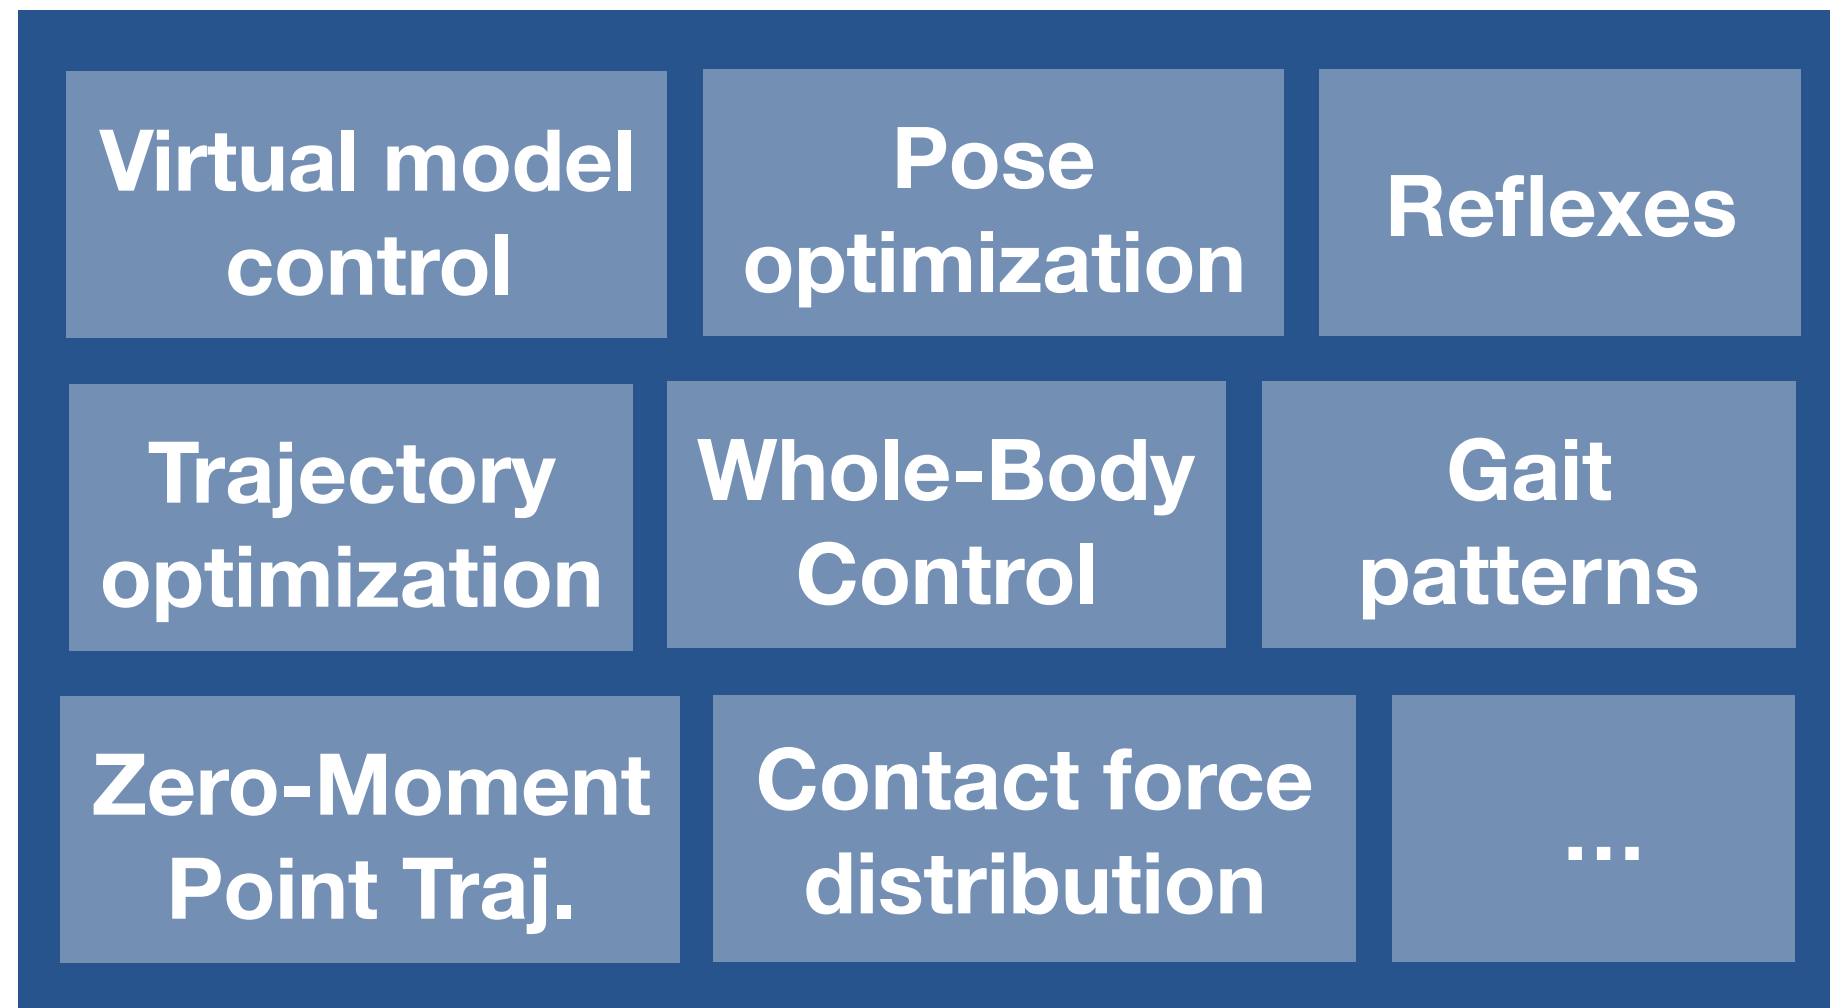 Virtual model
control
Pose
optimization
Reflexes
Trajectory
optimization
Whole-Body
Control
Gait
patterns
Zero-Moment
Point Traj.
Contact force
distribution
...